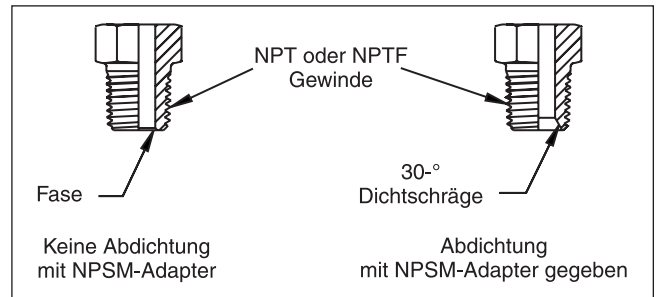 NPT oder NPTF
Gewinde
Fase
30-°
Dichtschräge
Keine Abdichtung
mit NPSM-Adapter
Abdichtung
mit NPSM-Adapter gegeben